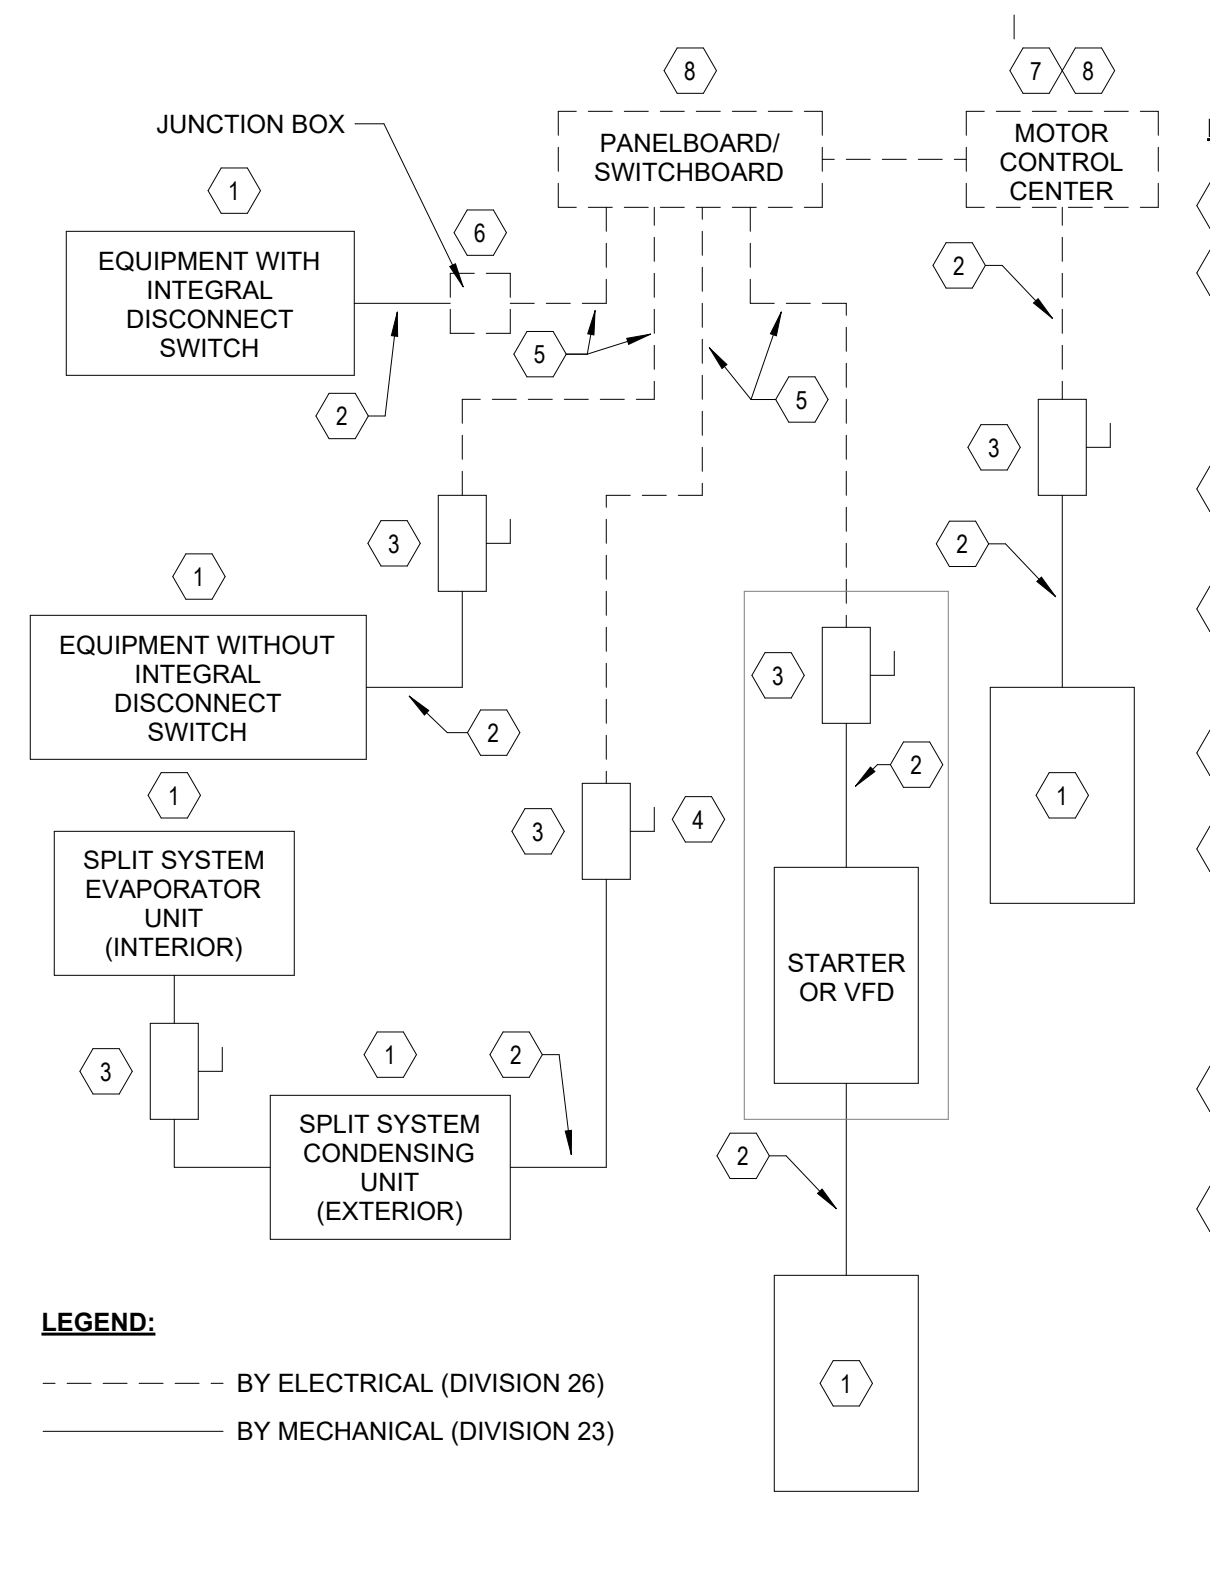 8
7 8
JUNCTION BOX
PANELBOARD/
SWITCHBOARD
MOTOR
CONTROL
CENTER
1
6
EQUIPMENT WITH
INTEGRAL
DISCONNECT
SWITCH
2
5
2
5
3
3
2
1
EQUIPMENT WITHOUT
INTEGRAL
DISCONNECT
SWITCH
2
3
2
1
1
3
4
SPLIT SYSTEM
EVAPORATOR
UNIT
(INTERIOR)
STARTER
OR VFD
3
1
2
SPLIT SYSTEM
CONDENSING
UNIT
(EXTERIOR)
2
1
LEGEND:
BY ELECTRICAL (DIVISION 26)
BY MECHANICAL (DIVISION 23)